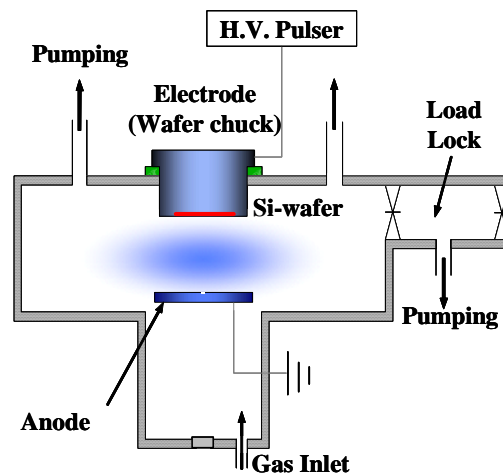 H.V. Pulser
Pumping
Electrode
(Wafer chuck)
Load
Lock
Si-wafer
Pumping
Anode
Gas Inlet